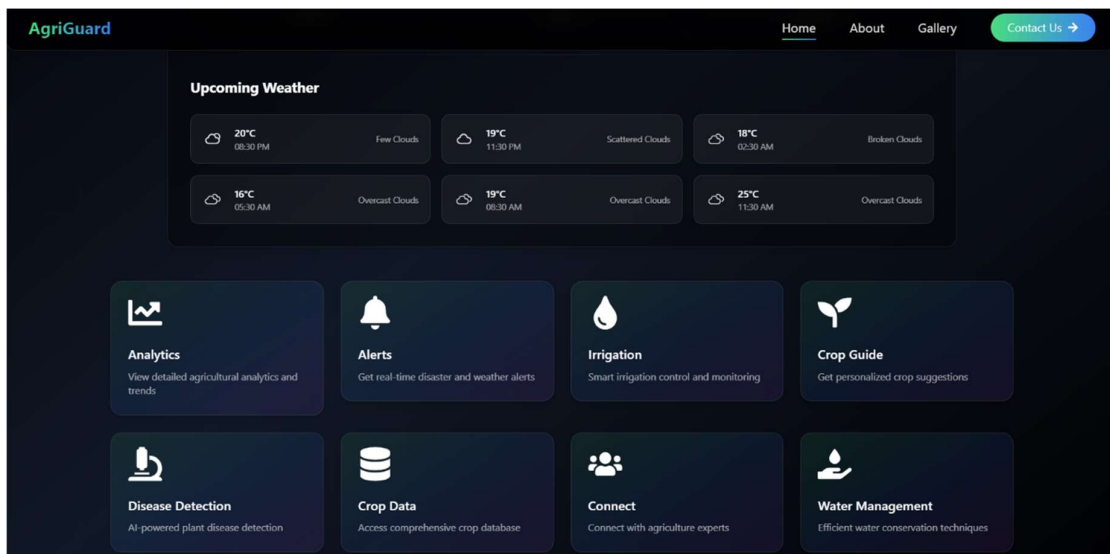 AgriGuard
Home
About
Gallery
Contact Us
Upcoming Weather
20°C
08:30 PM
Few Clouds
19°C
11:30 PM
Scattered Clouds
18°C
02:30 AM
Broken Clouds
16°C
05:30 AM
Overcast Clouds
19°C
08:30 AM
Overcast Clouds
25°C
11:30 AM
Overcast Clouds
Analytics
View detailed agricultural analytics and
trends
Alerts
Get real-time disaster and weather alerts
Irrigation
Smart irrigation control and monitoring
Crop Guide
Get personalized crop suggestions
Disease Detection
AI-powered plant disease detection
Crop Data
Access comprehensive crop database
Connect
Connect with agriculture experts
Water Management
Efficient water conservation techniques